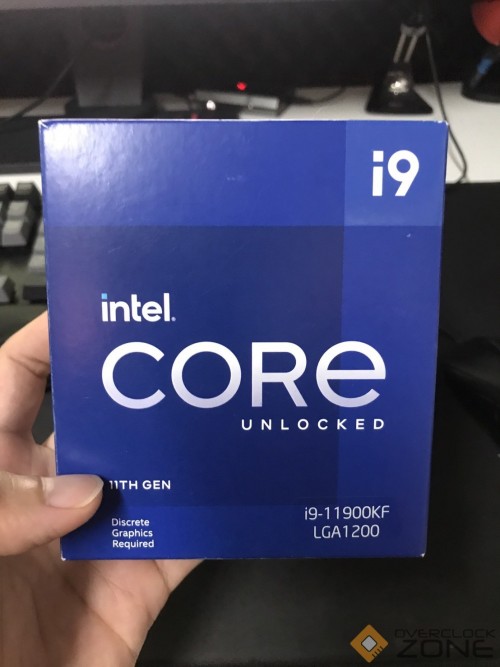 i9
intel.
CORe
UNLOCKED
11TH GEN
Discrete
Graphics
Required
i9-11900KF
LGA1200
OVERCLOCK
ZONE